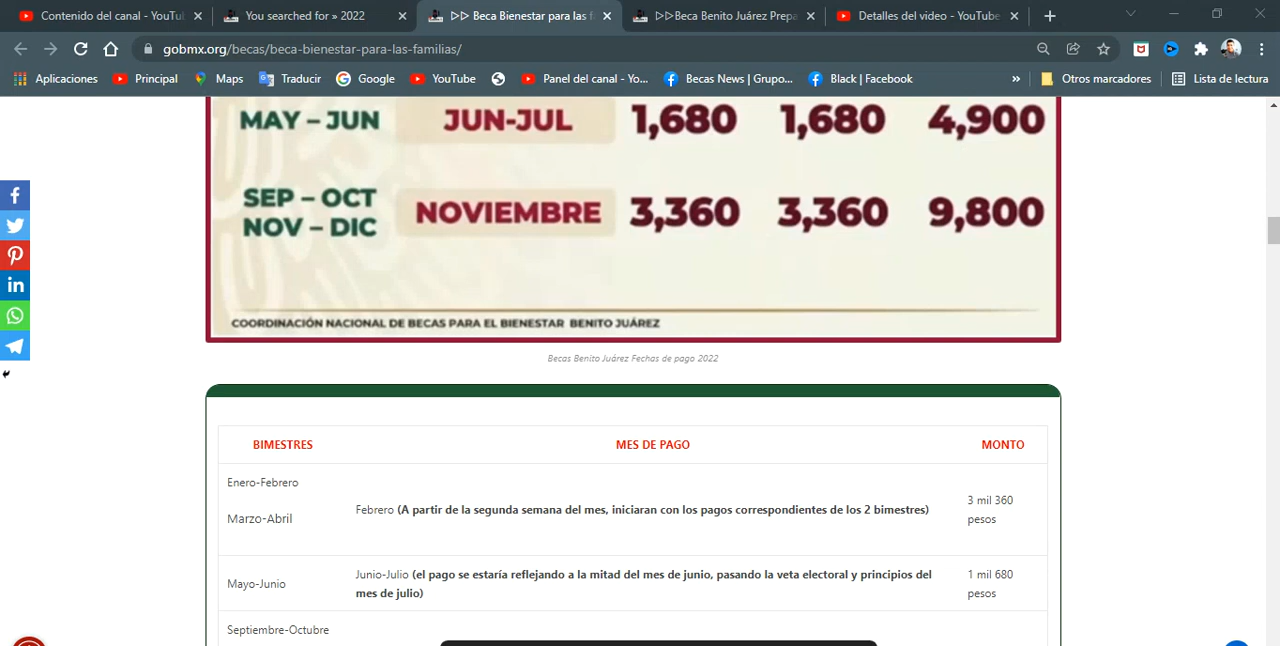 Contenido del canal - YouTu
You searched for » 2022
▷▷ Beca Bienestar para las f
▷▷Beca Benito Juárez Prepa
Detalles del video - YouTube
gobmx.org/becas/beca-bienestar-para-las-familias/
Aplicaciones
Principal
Maps
Traducir
Google
YouTube
Panel del canal - Yo...
Becas News | Grupo...
Black | Facebook
»
Otros marcadores
Lista de lectura
MAY – JUN JUN-JUL 1,680 1,680 4,900
SEP – OCT
NOV – DIC NOVIEMBRE 3,360 3,360 9,800
COORDINACIÓN NACIONAL DE BECAS PARA EL BIENESTAR BENITO JUÁREZ
Becas Benito Juárez Fechas de pago 2022
BIMESTRES MES DE PAGO MONTO
Enero-Febrero
Marzo-Abril
Febrero (A partir de la segunda semana del mes, iniciaran con los pagos correspondientes de los 2 bimestres)
3 mil 360
pesos
Mayo-Junio
Junio-Julio (el pago se estaría reflejando a la mitad del mes de junio, pasando la veta electoral y principios del
mes de julio)
1 mil 680
pesos
Septiembre-Octubre